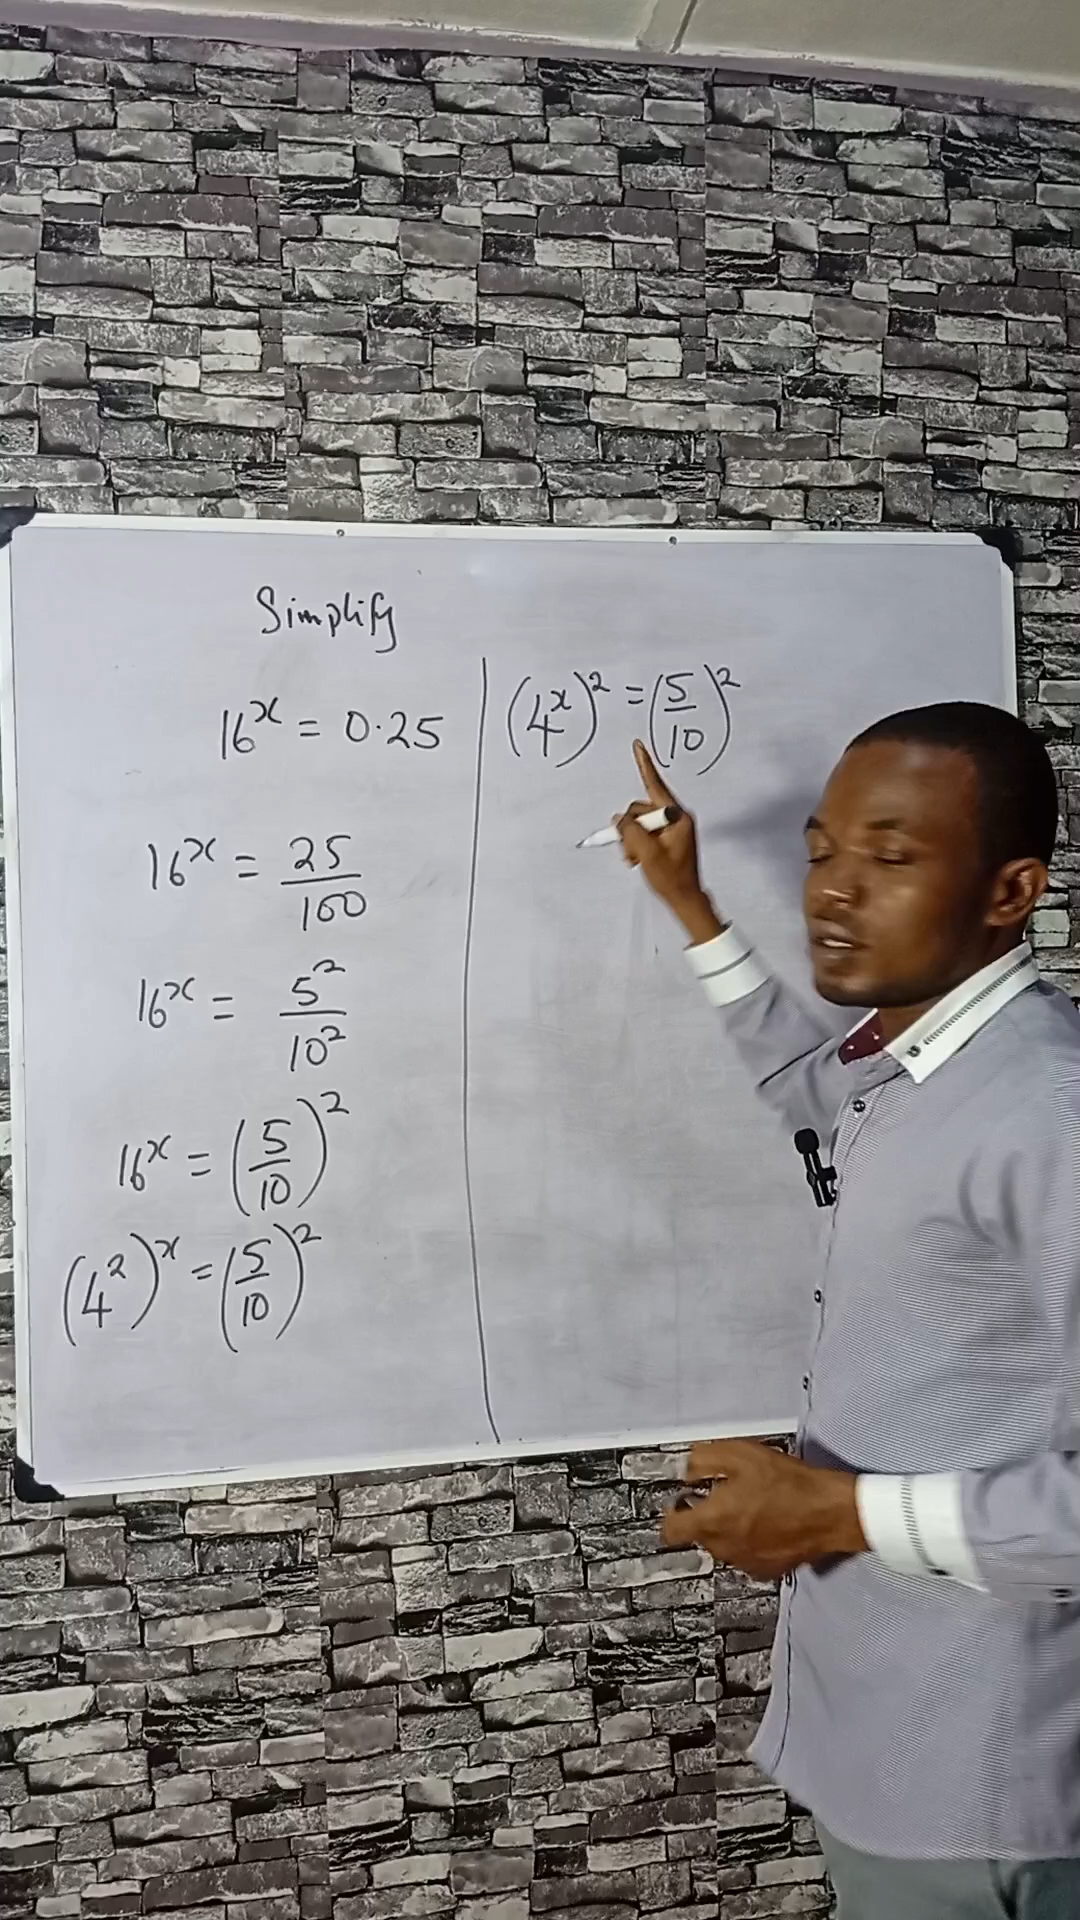 Simplify
16^x = 0.25
16^x = 25/100
16^x = 5^2/10^2
16^x = (5/10)^2
(4^2)^x = (5/10)^2
(4^x)^2 = (5/10)^2